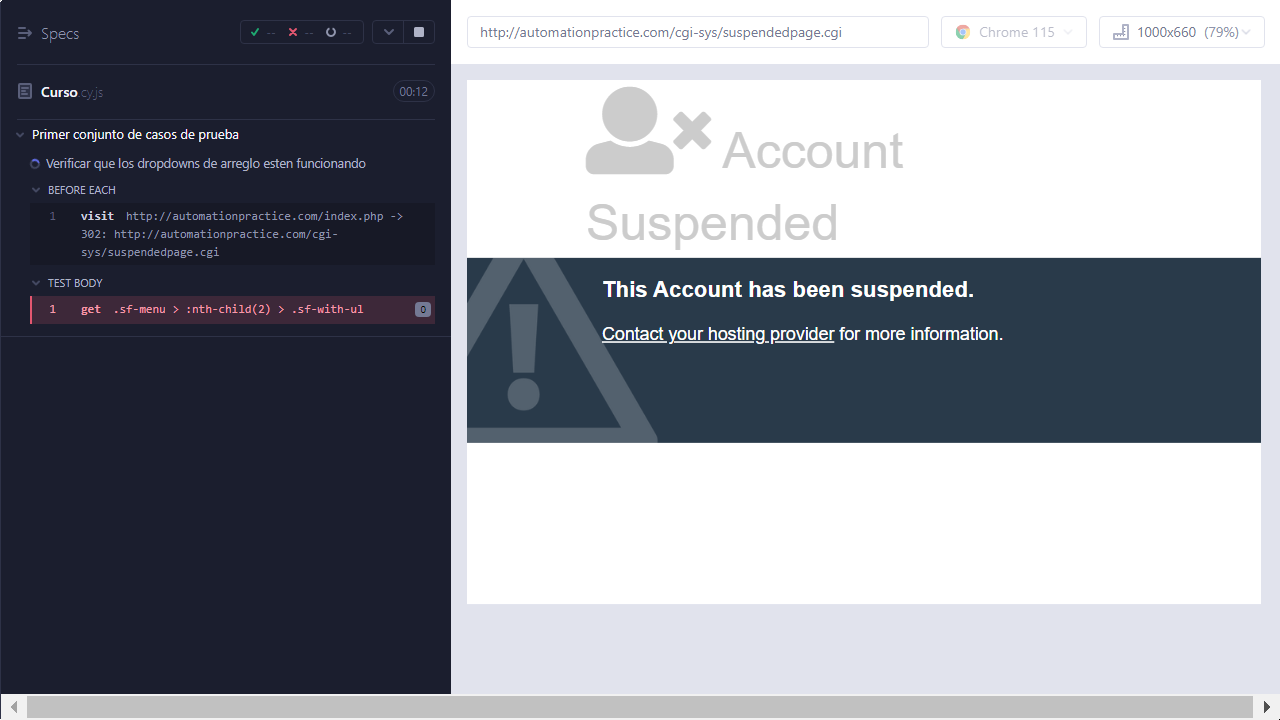 Specs
--
--
--
Curso cy.js
00:12
Primer conjunto de casos de prueba
Verificar que los dropdowns de arreglo esten funcionando
BEFORE EACH
1 visit http://automationpractice.com/index.php ->
302: http://automationpractice.com/cgi-
sys/suspendedpage.cgi
TEST BODY
1 get .sf-menu > :nth-child(2) > .sf-with-ul 0
http://automationpractice.com/cgi-sys/suspendedpage.cgi
Chrome 115
1000x660 (79%)
Account
Suspended
This Account has been suspended.
Contact your hosting provider for more information.